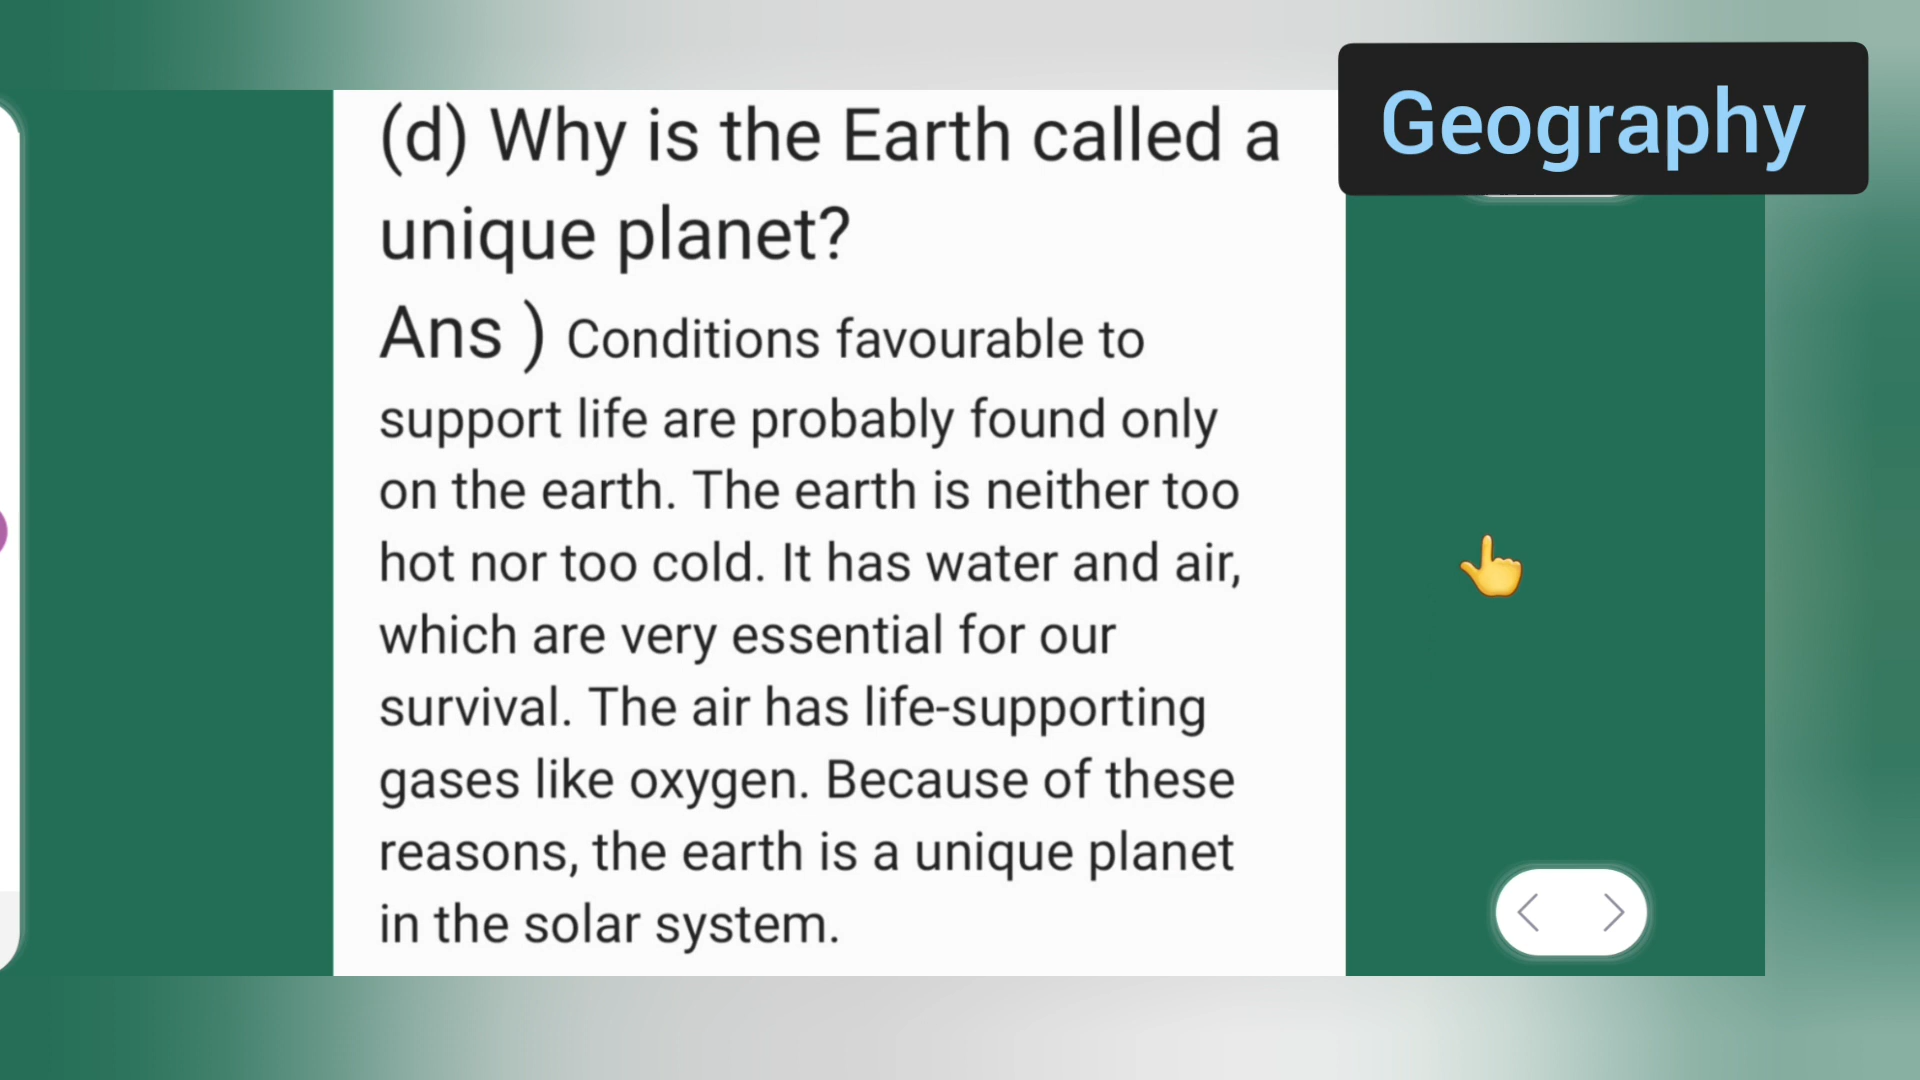 Geography
(d) Why is the Earth called a
unique planet?
Ans ) Conditions favourable to
support life are probably found only
on the earth. The earth is neither too
hot nor too cold. It has water and air,
which are very essential for our
survival. The air has life-supporting
gases like oxygen. Because of these
reasons, the earth is a unique planet
in the solar system.